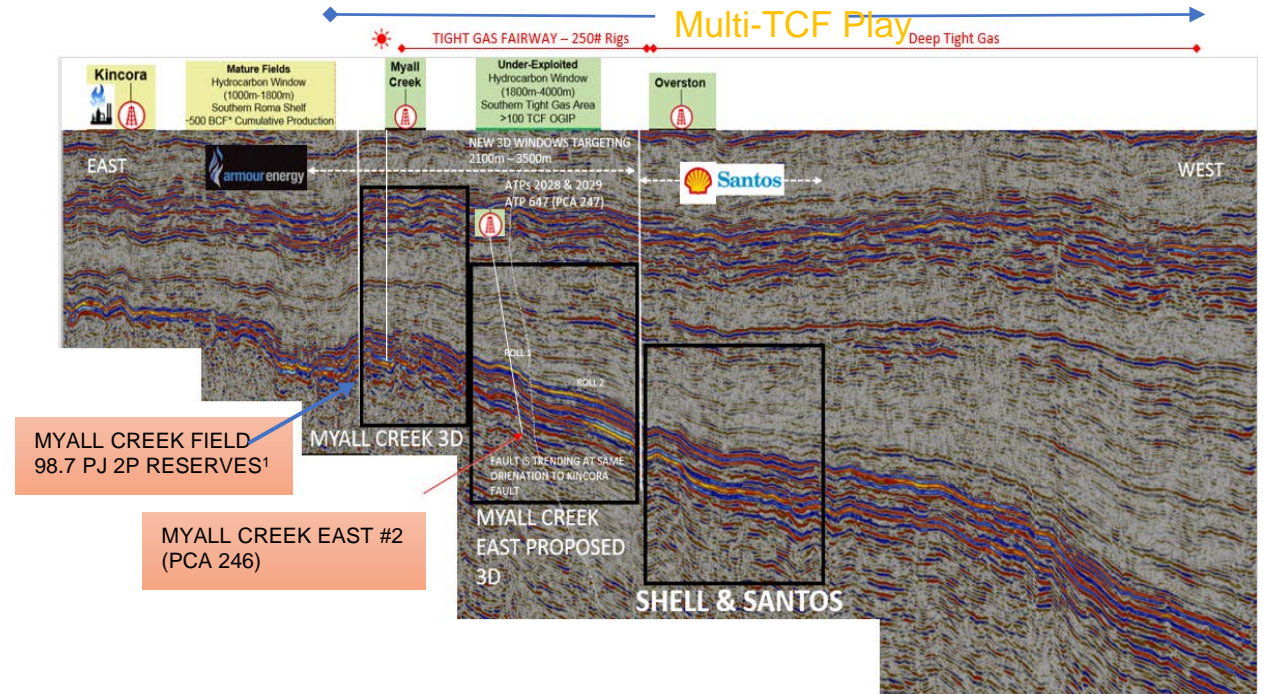 Multi-TCF Play
TIGHT GAS FAIRWAY – 250# Rigs
Deep Tight Gas
Kincora
Mature Fields
Hydrocarbon Window
(1000m-1800m)
Southern Roma Shelf
~500 BCF* Cumulative Production
Myall
Creek
Under-Exploited
Hydrocarbon Window
(1800m-4000m)
Southern Tight Gas Area
>100 TCF OGIP
Overston
EAST
armourenergy
NEW 3D WINDOWS TARGETING
2100m – 3500m
Santos
WEST
ATPs 2028 & 2029
ATP 647 (PCA 247)
ROLL 1
ROLL 2
MYALL CREEK FIELD
98.7 PJ 2P RESERVES¹
MYALL CREEK 3D
FAULT IS TRENDING AT SAME
ORIENATION TO KINCORA
FAULT
MYALL CREEK EAST #2
(PCA 246)
MYALL CREEK
EAST PROPOSED
3D
SHELL & SANTOS